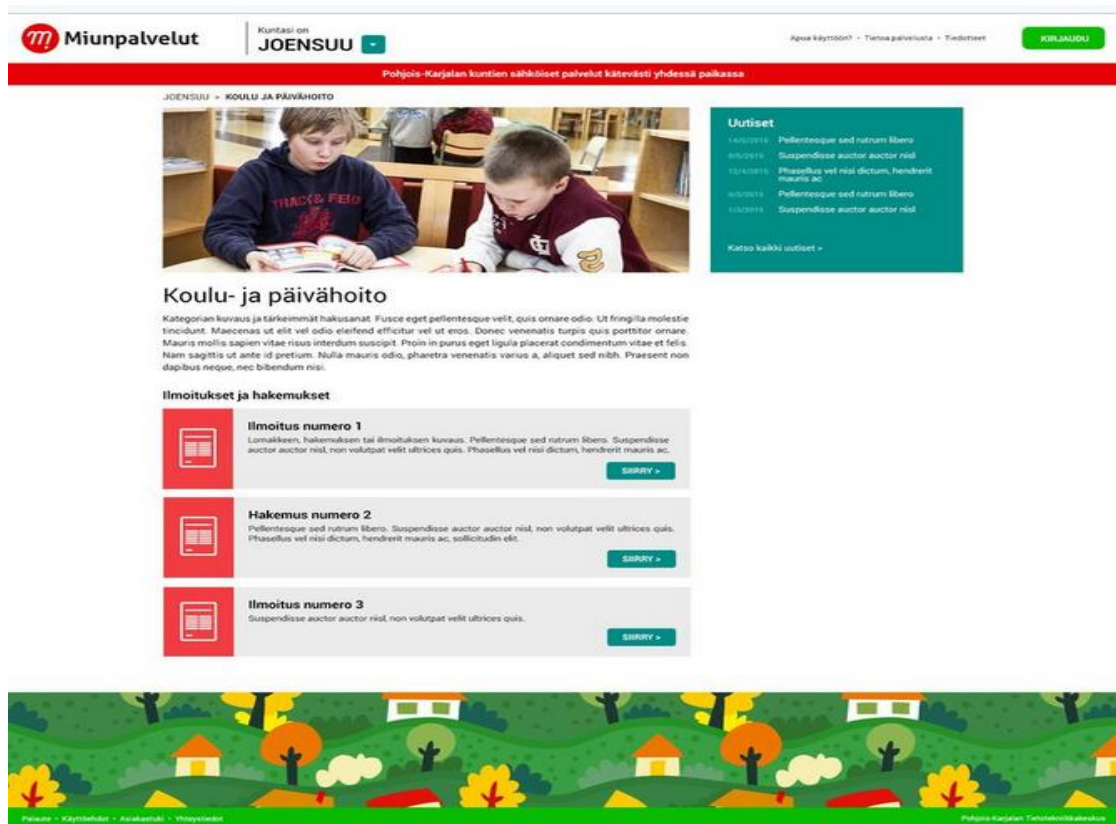 Miunpalvelut
Kuntasi on
JOENSUU
Apua käyttöön? • Tietoa palvelusta • Tiedotteet
KIRJAUDU
Pohjois-Karjalan kuntien sähköiset palvelut kätevästi yhdessä paikassa
JOENSUU > KOULU JA PÄIVÄHOITO
TRACK & FIELD
Uutiset
Pellentesque sed rutrum libero
Suspendisse auctor auctor nisl
Phasellus vel nisi dictum, hendrerit
mauris ac
Pellentesque sed rutrum libero
Suspendisse auctor auctor nisl
Katso kaikki uutiset >
Koulu- ja päivähoito
Kategorian kuvaus ja tärkeimmät hakusanat. Fusce eget pellentesque velit, quis ornare odio. Ut fringilla molestie
tincidunt. Maecenas ut elit vel odio eleifend efficitur vel ut eros. Donec venenatis turpis quis porttitor ornare.
Mauris mollis sapien vitae risus interdum suscipit. Proin in purus eget ligula placerat condimentum vitae et felis.
Nam sagittis ut ante id pretium. Nulla mauris odio, pharetra venenatis varius a, aliquet sed nibh. Praesent non
dapibus neque, nec bibendum nisi.
Ilmoitukset ja hakemukset
Ilmoitus numero 1
Lomakkeen, hakemuksen tai ilmoituksen kuvaus. Pellentesque sed rutrum libero. Suspendisse
auctor auctor nisl, non volutpat velit ultrices quis. Phasellus vel nisi dictum, hendrerit mauris ac,
SIIRRY >
Hakemus numero 2
Pellentesque sed rutrum libero. Suspendisse auctor auctor nisl, non volutpat velit ultrices quis.
Phasellus vel nisi dictum, hendrerit mauris ac, sollicitudin elit.
SIIRRY >
Ilmoitus numero 3
Suspendisse auctor auctor nisl, non volutpat velit ultrices quis.
SIIRRY >
Palaute • Käyttöehdot • Asiakastuki • Yhteystiedot
Pohjois-Karjalan Tietotekniikkakeskus